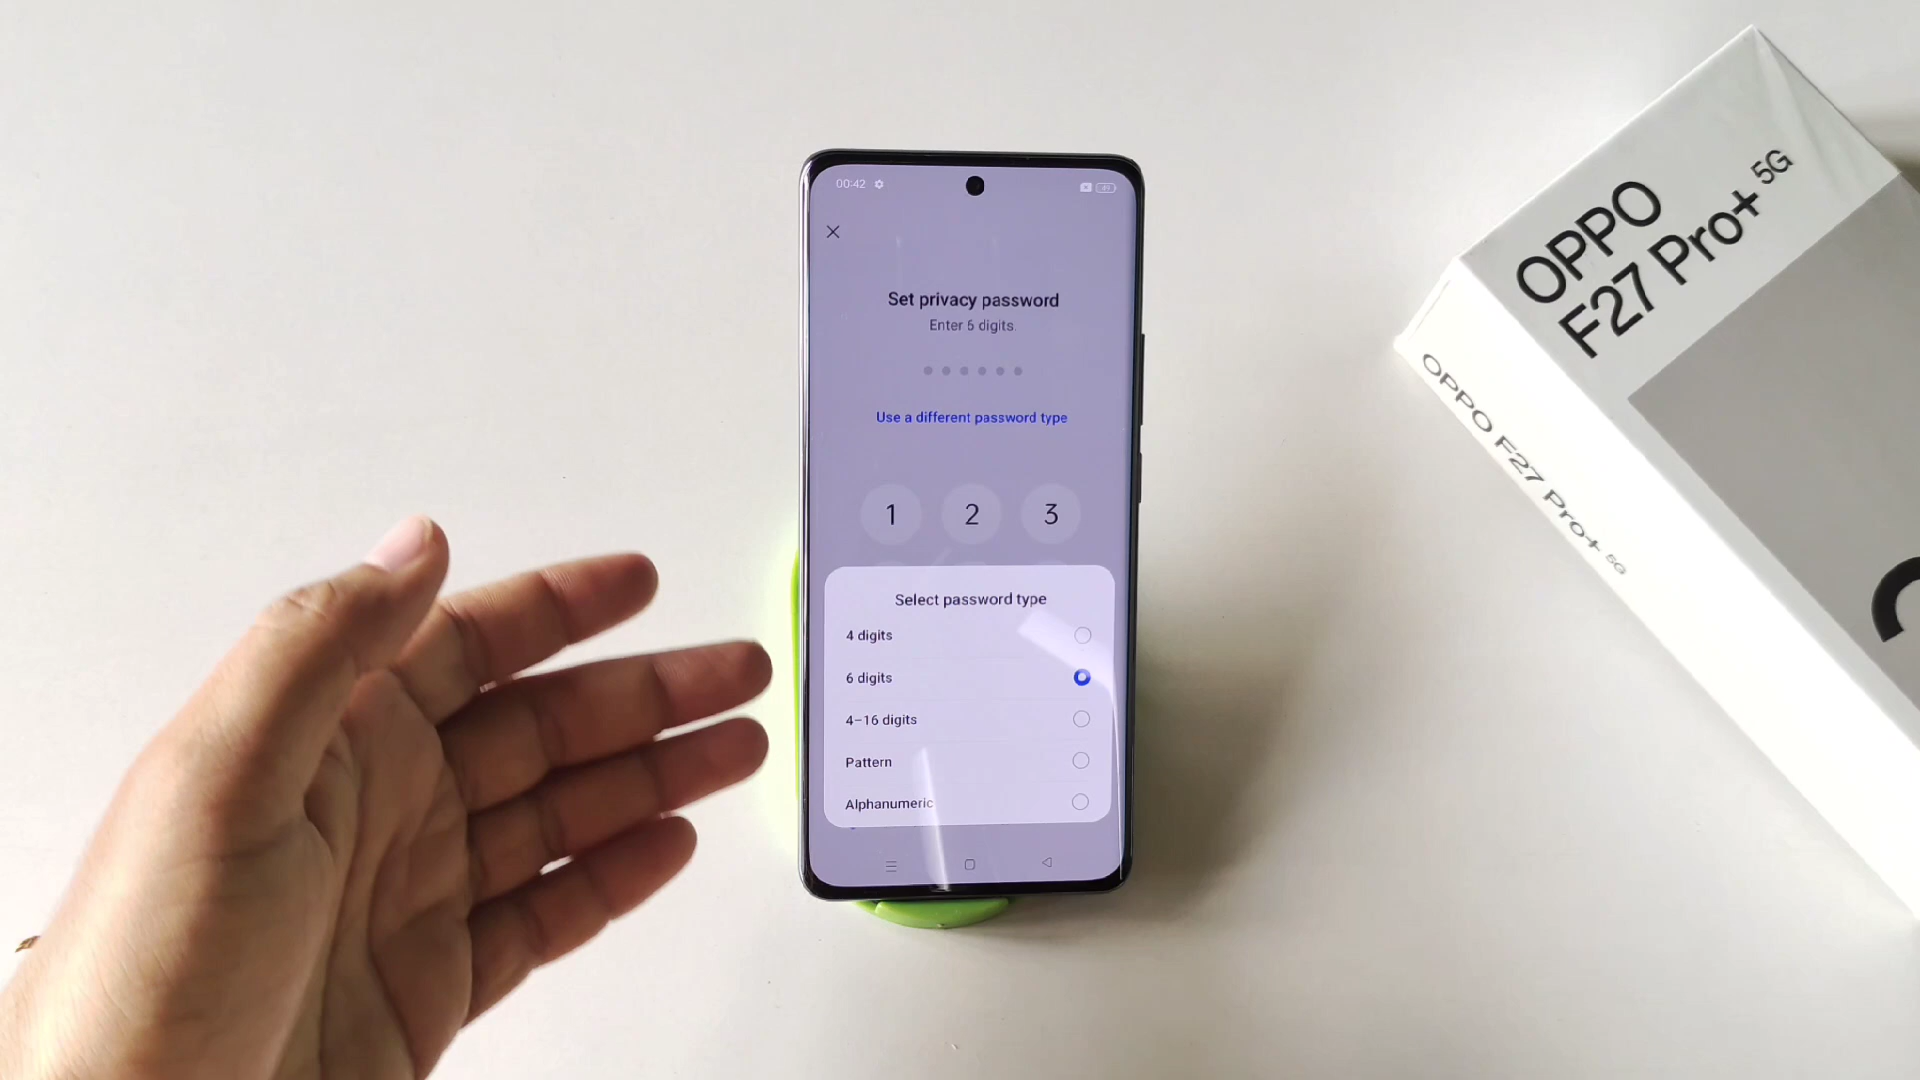 00:42
Set privacy password
Enter 6 digits.
Use a different password type
1 2 3
Select password type
4 digits
6 digits
4–16 digits
Pattern
Alphanumeric
OPPO
F27 Pro+ 5G
OPPO F27 Pro+ 5G